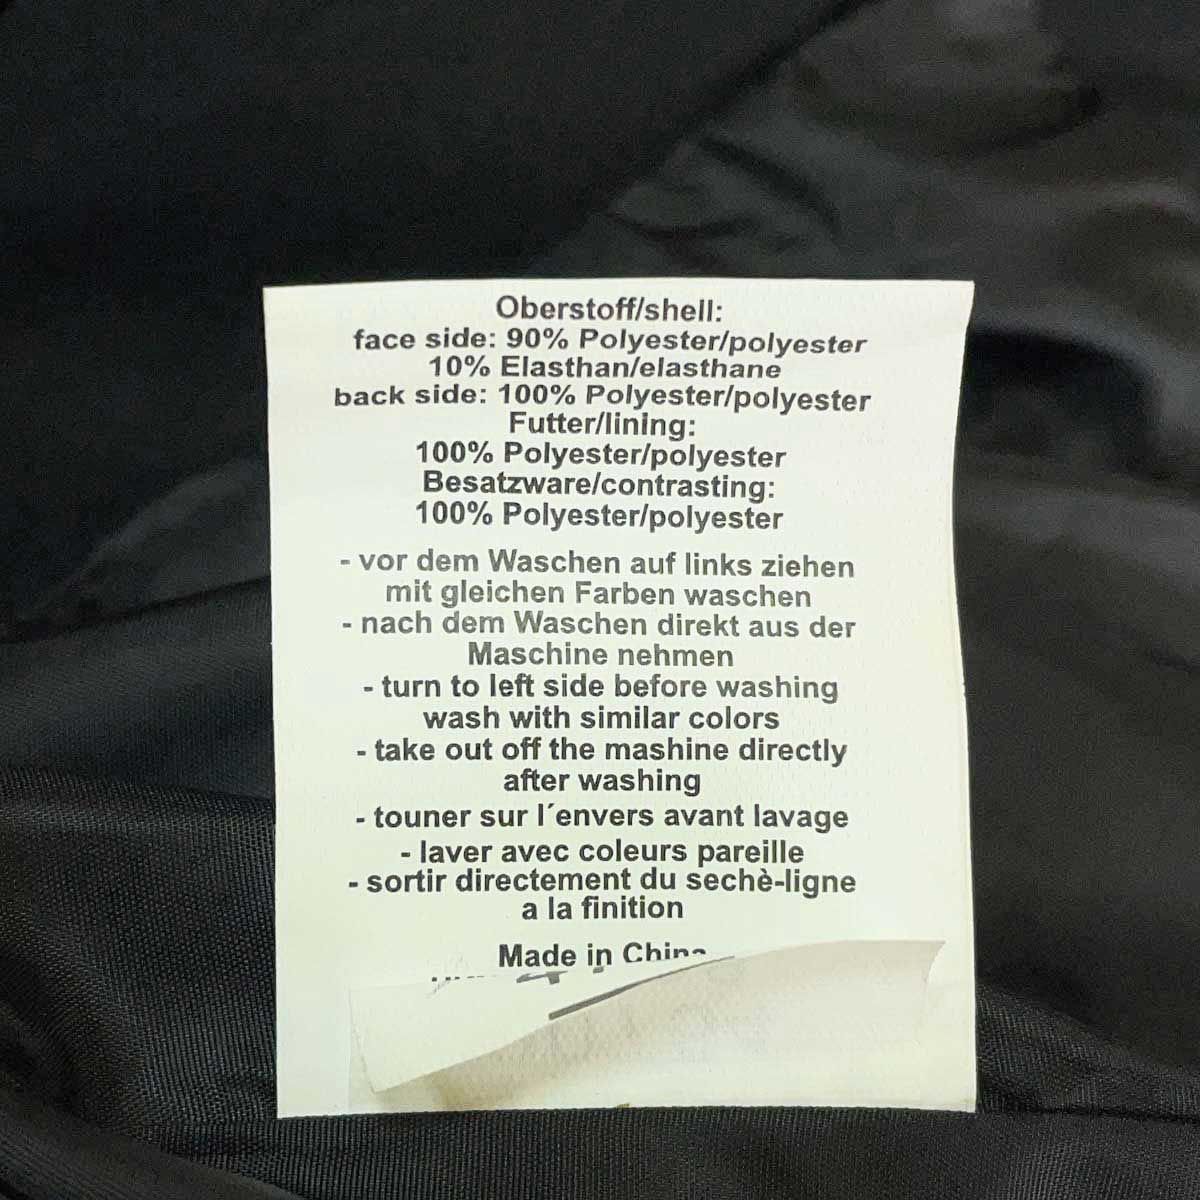 Oberstoff/shell:
face side: 90% Polyester/polyester
10% Elasthan/elasthane
back side: 100% Polyester/polyester
Futter/lining:
100% Polyester/polyester
Besatzware/contrasting:
100% Polyester/polyester
- vor dem Waschen auf links ziehen
mit gleichen Farben waschen
- nach dem Waschen direkt aus der
Maschine nehmen
- turn to left side before washing
wash with similar colors
- take out off the mashine directly
after washing
- touner sur l´envers avant lavage
- laver avec coleurs pareille
- sortir directement du sechè-ligne
a la finition
Made in China